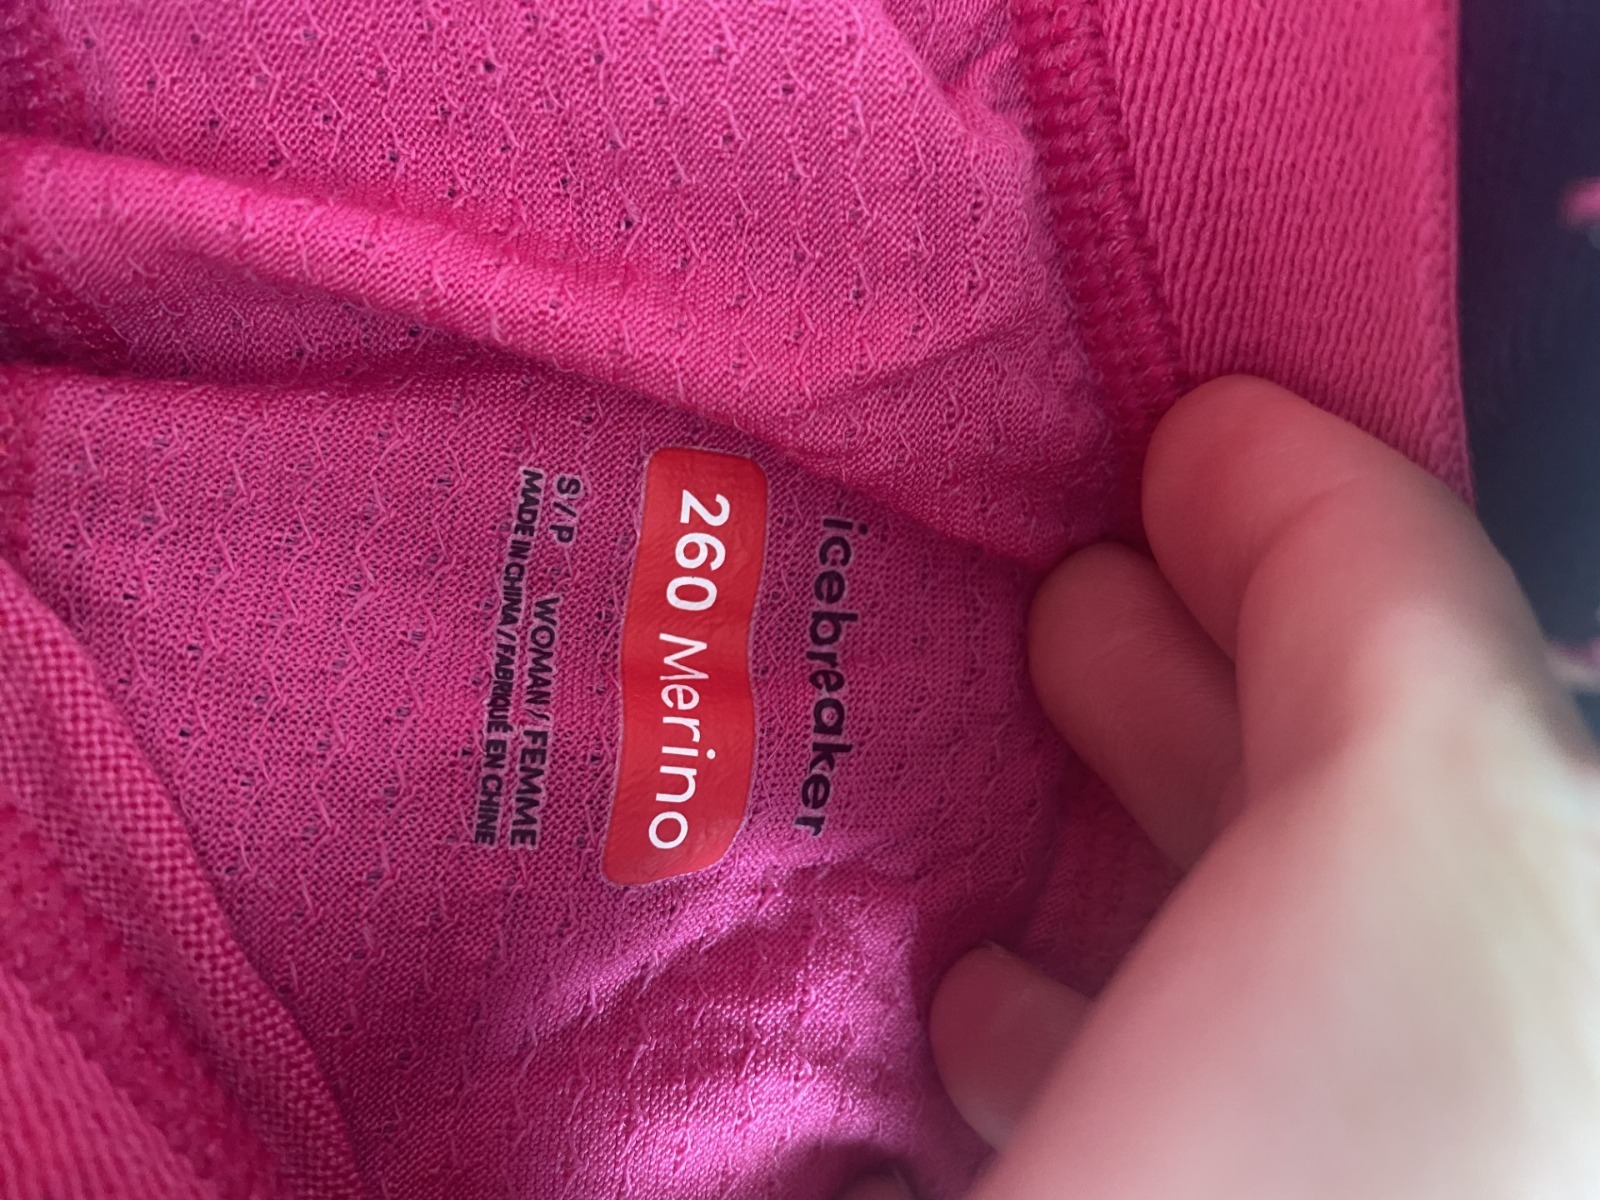 icebreaker
260 Merino
S/P WOMAN/FEMME
MADE IN CHINA/FABRIQUÉ EN CHINE